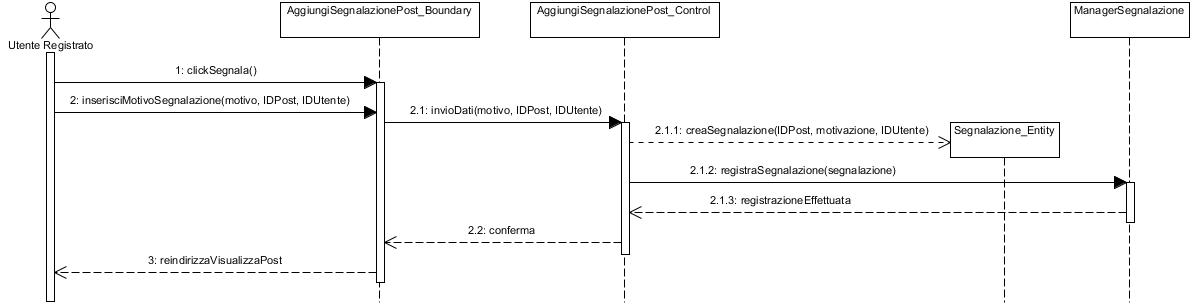 AggiungiSegnalazionePost_Boundary
AggiungiSegnalazionePost_Control
ManagerSegnalazione
Utente Registrato
1: clickSegnala()
2: inserisciMotivoSegnalazione(motivo, IDPost, IDUtente)
2.1: invioDati(motivo, IDPost, IDUtente)
2.1.1: creaSegnalazione(IDPost, motivazione, IDUtente)
Segnalazione_Entity
2.1.2: registraSegnalazione(segnalazione)
2.1.3: registrazioneEffettuata
2.2: conferma
3: reindirizzaVisualizzaPost